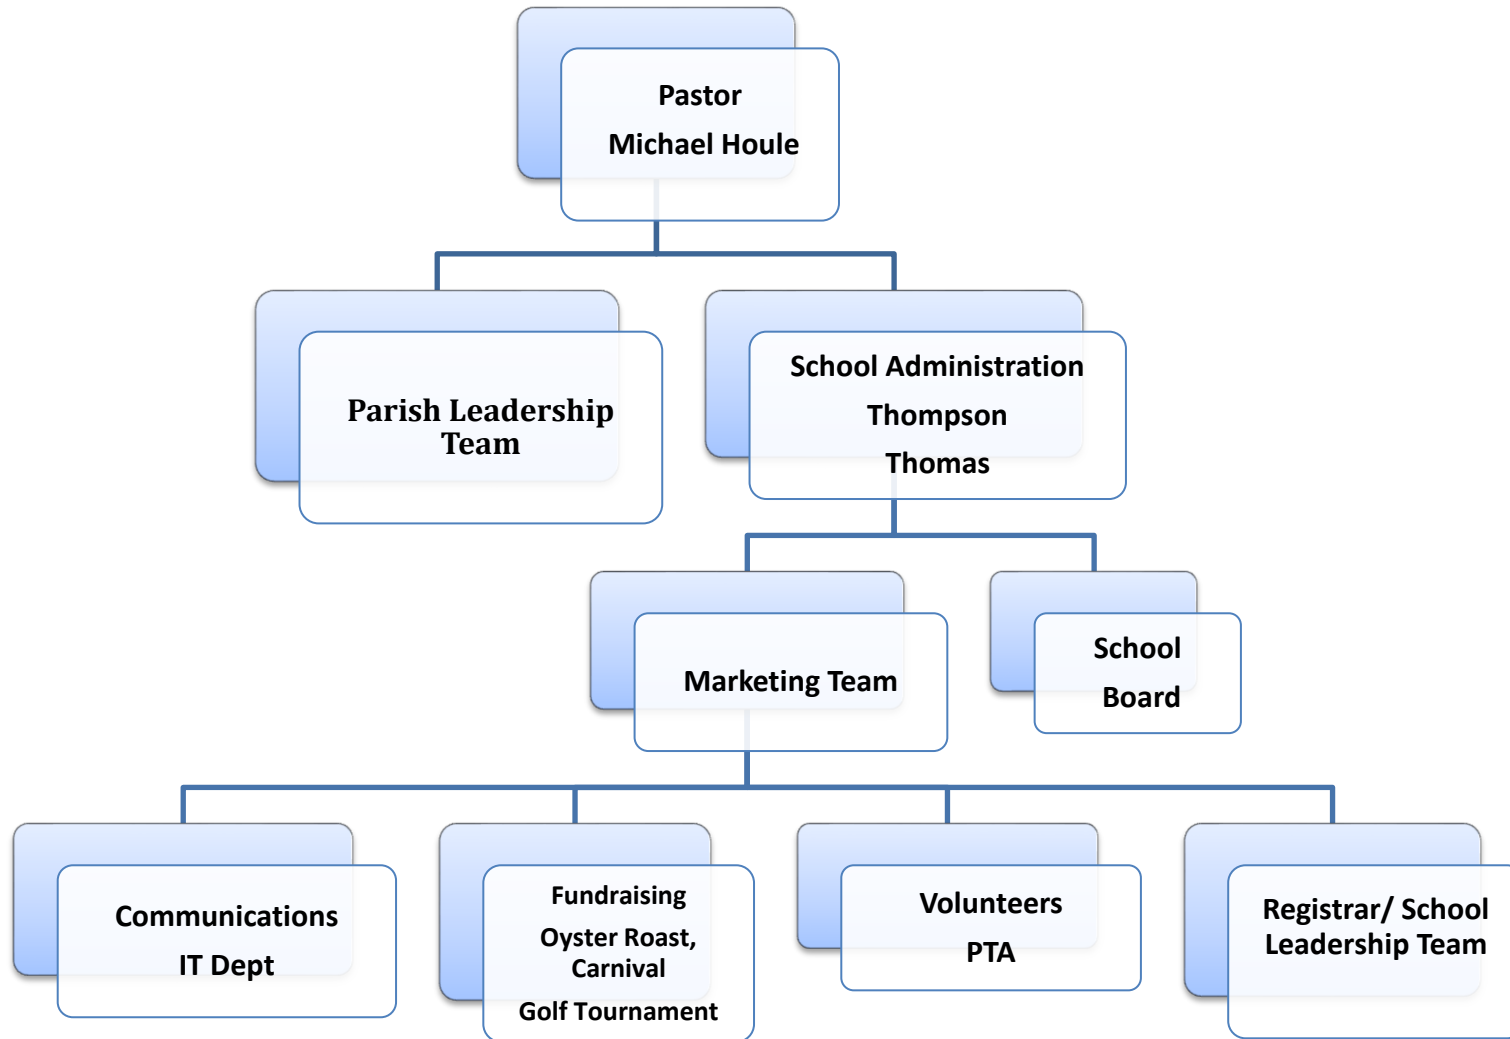 Pastor
Michael Houle
Parish Leadership
Team
School Administration
Thompson
Thomas
Marketing Team
School
Board
Communications
IT Dept
Fundraising
Oyster Roast,
Carnival
Golf Tournament
Volunteers
PTA
Registrar/ School
Leadership Team